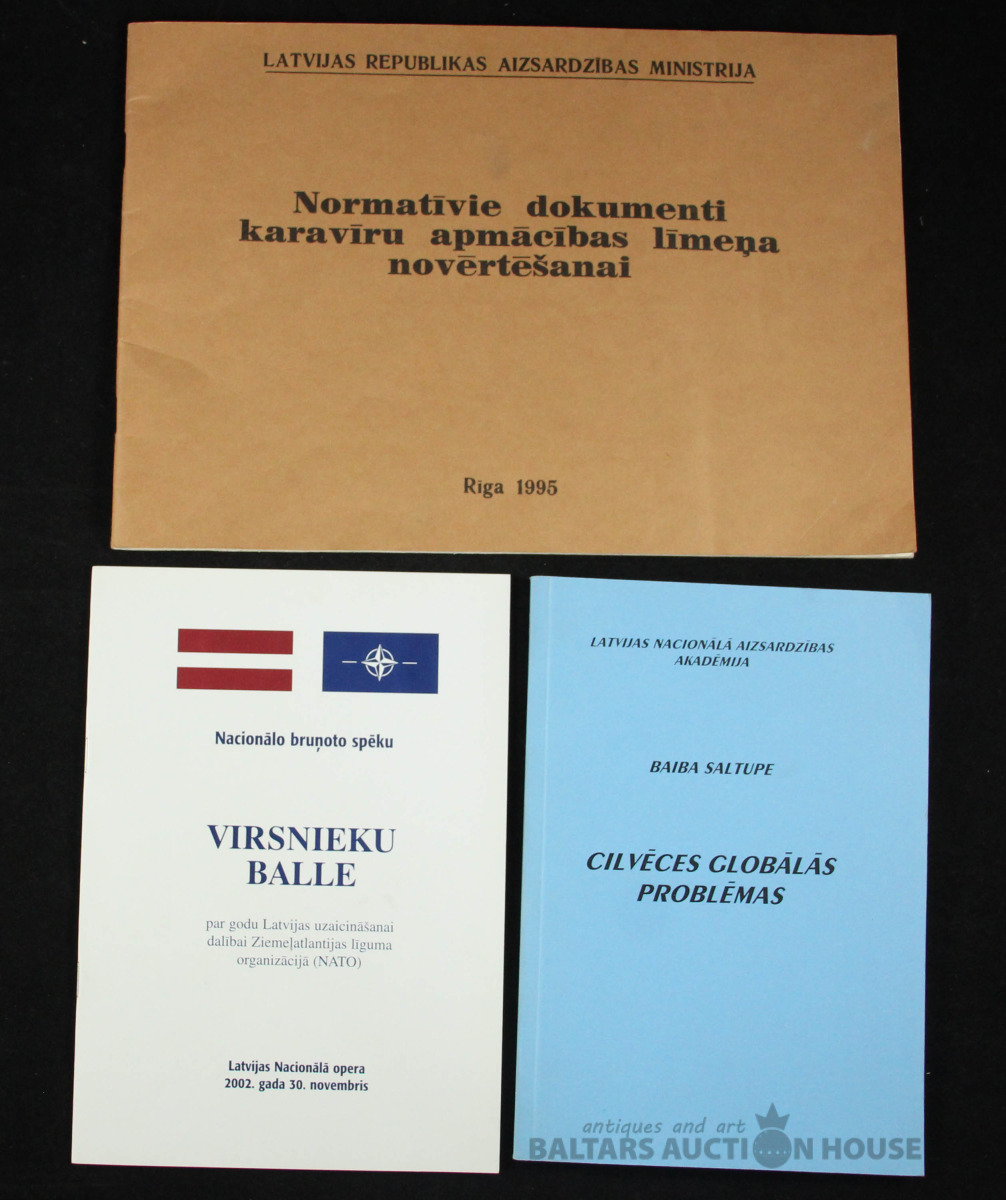 LATVIJAS REPUBLIKAS AIZSARDZĪBAS MINISTRIJA
Normatīvie dokumenti
karavīru apmācības līmeņa
novērtēšanai
Rīga 1995
Nacionālo bruņoto spēku
VIRSNIEKU
BALLE
par godu Latvijas uzaicināšanai
dalībai Ziemeļatlantijas līguma
organizācijā (NATO)
Latvijas Nacionālā opera
2002. gada 30. novembris
LATVIJAS NACIONĀLĀ AIZSARDZĪBAS
AKADĒMIJA
BAIBA SALTUPE
CILVĒCES GLOBĀLĀS
PROBLĒMAS
antiques and art
BALTARS AUCTION HOUSE